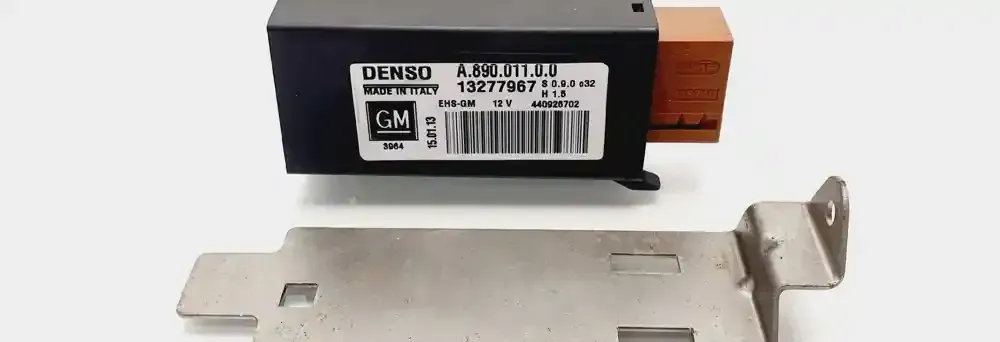 DENSO A.890.011.0.0
MADE IN ITALY 13277967 S 0.9.0 c32
H 1.5
EHS-GM 12 V 440926702
GM
15.01.13
3964